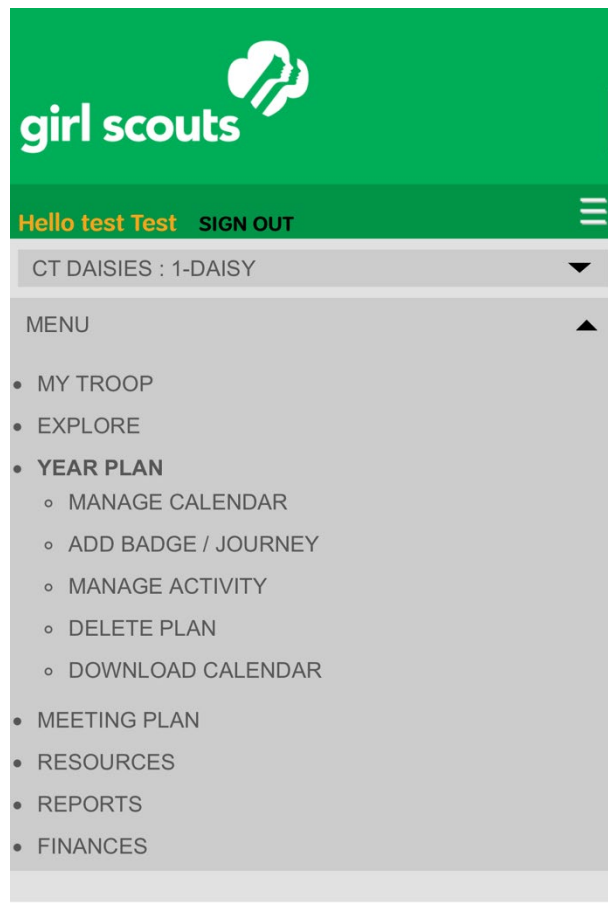 girl scouts
Hello test Test SIGN OUT
CT DAISIES : 1-DAISY
MENU
MY TROOP
EXPLORE
YEAR PLAN
MANAGE CALENDAR
ADD BADGE / JOURNEY
MANAGE ACTIVITY
DELETE PLAN
DOWNLOAD CALENDAR
MEETING PLAN
RESOURCES
REPORTS
FINANCES